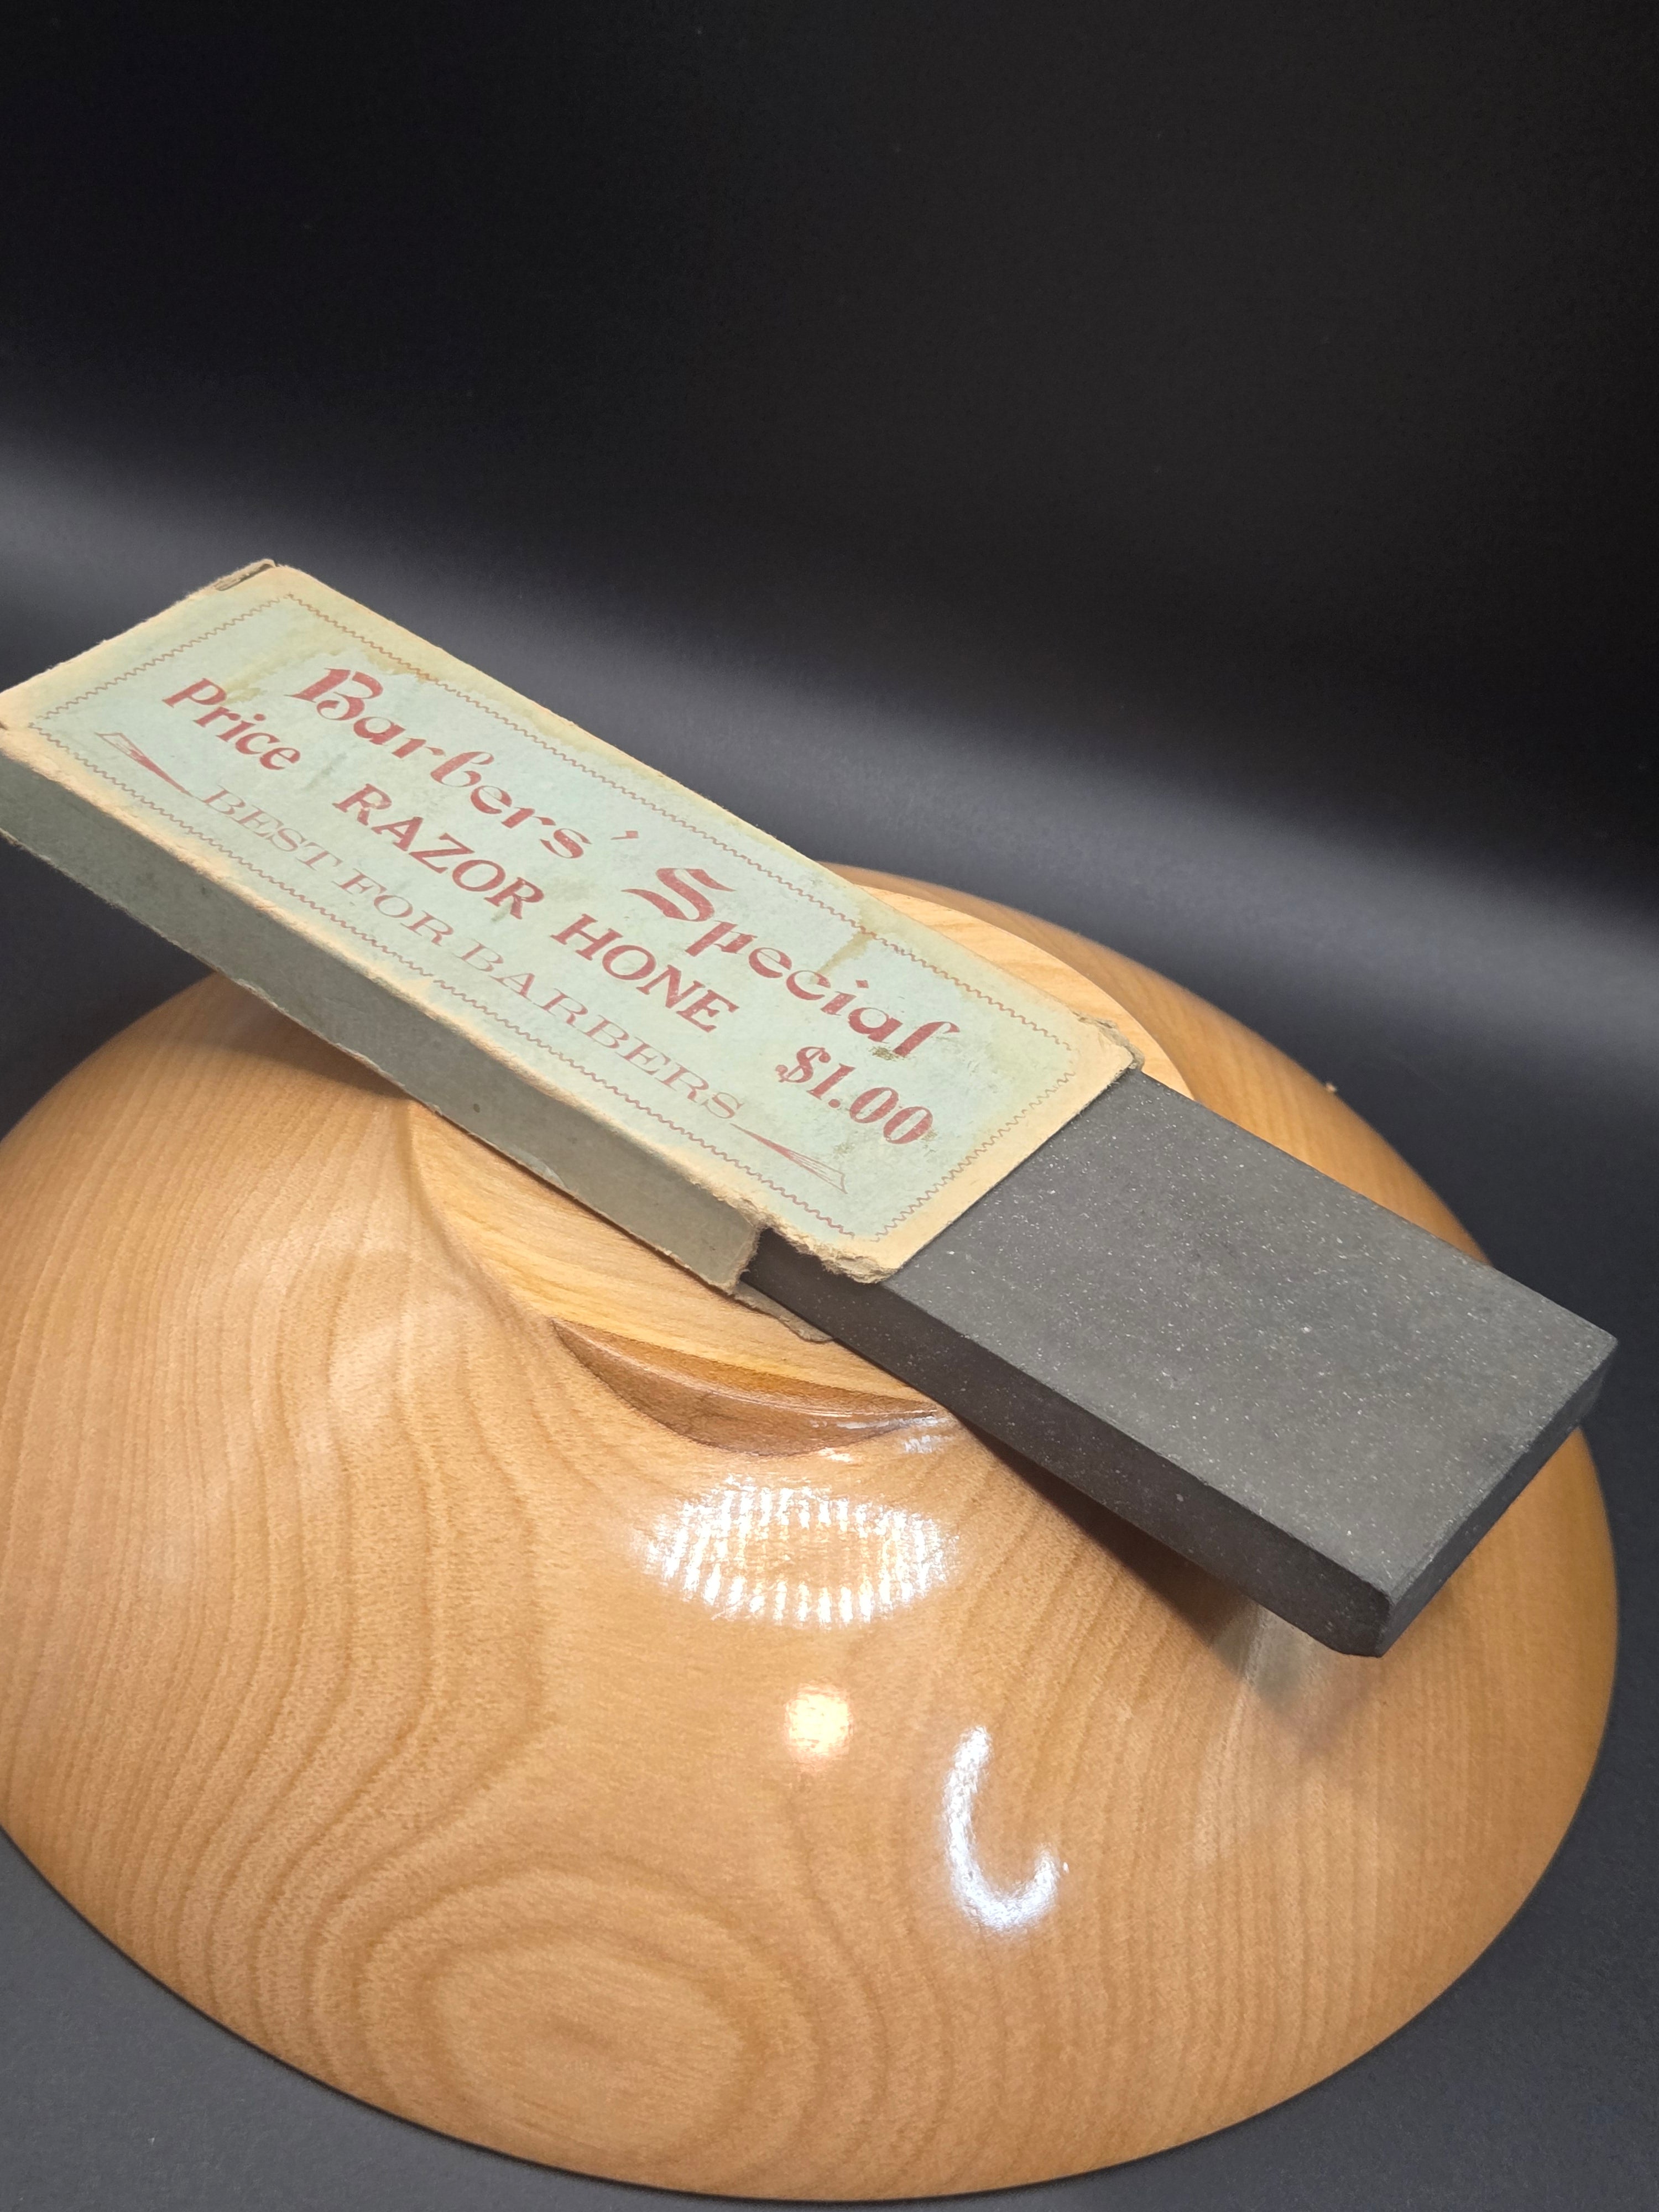 Barbers' Special
Price RAZOR HONE $1.00
BEST FOR BARBERS